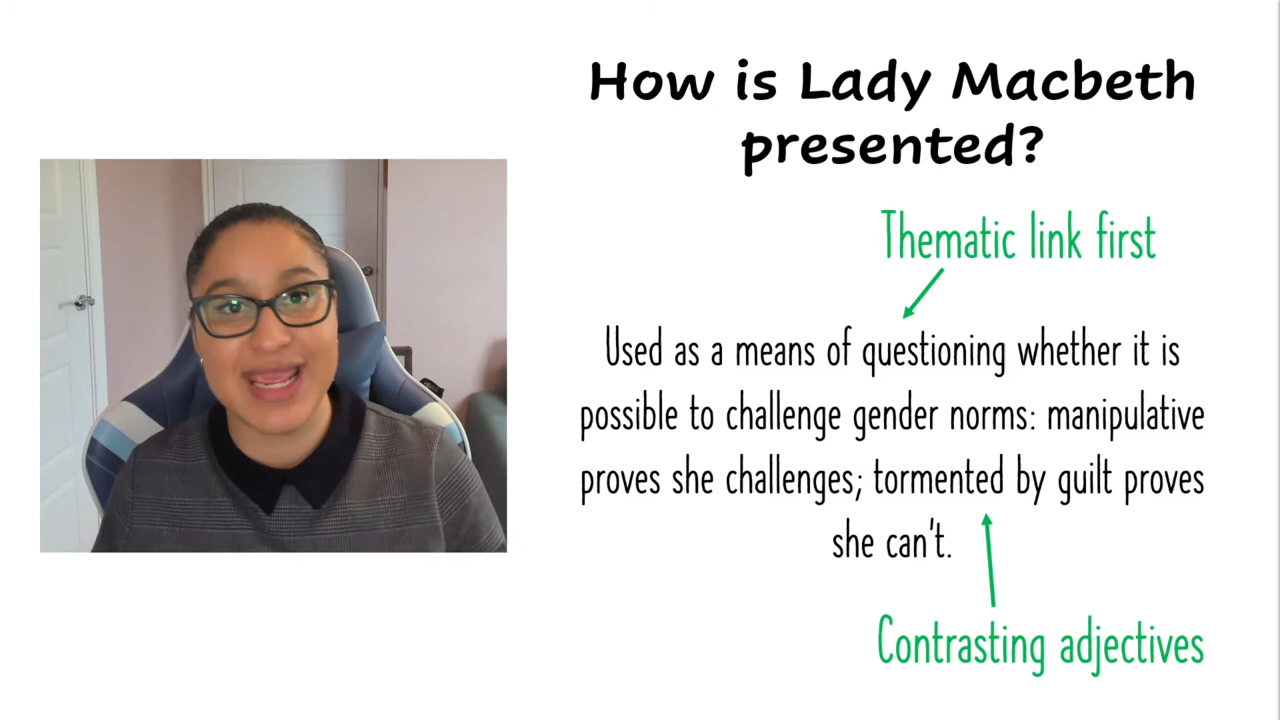 How is Lady Macbeth
presented?
Thematic link first
Used as a means of questioning whether it is
possible to challenge gender norms: manipulative
proves she challenges; tormented by guilt proves
she can't.
Contrasting adjectives